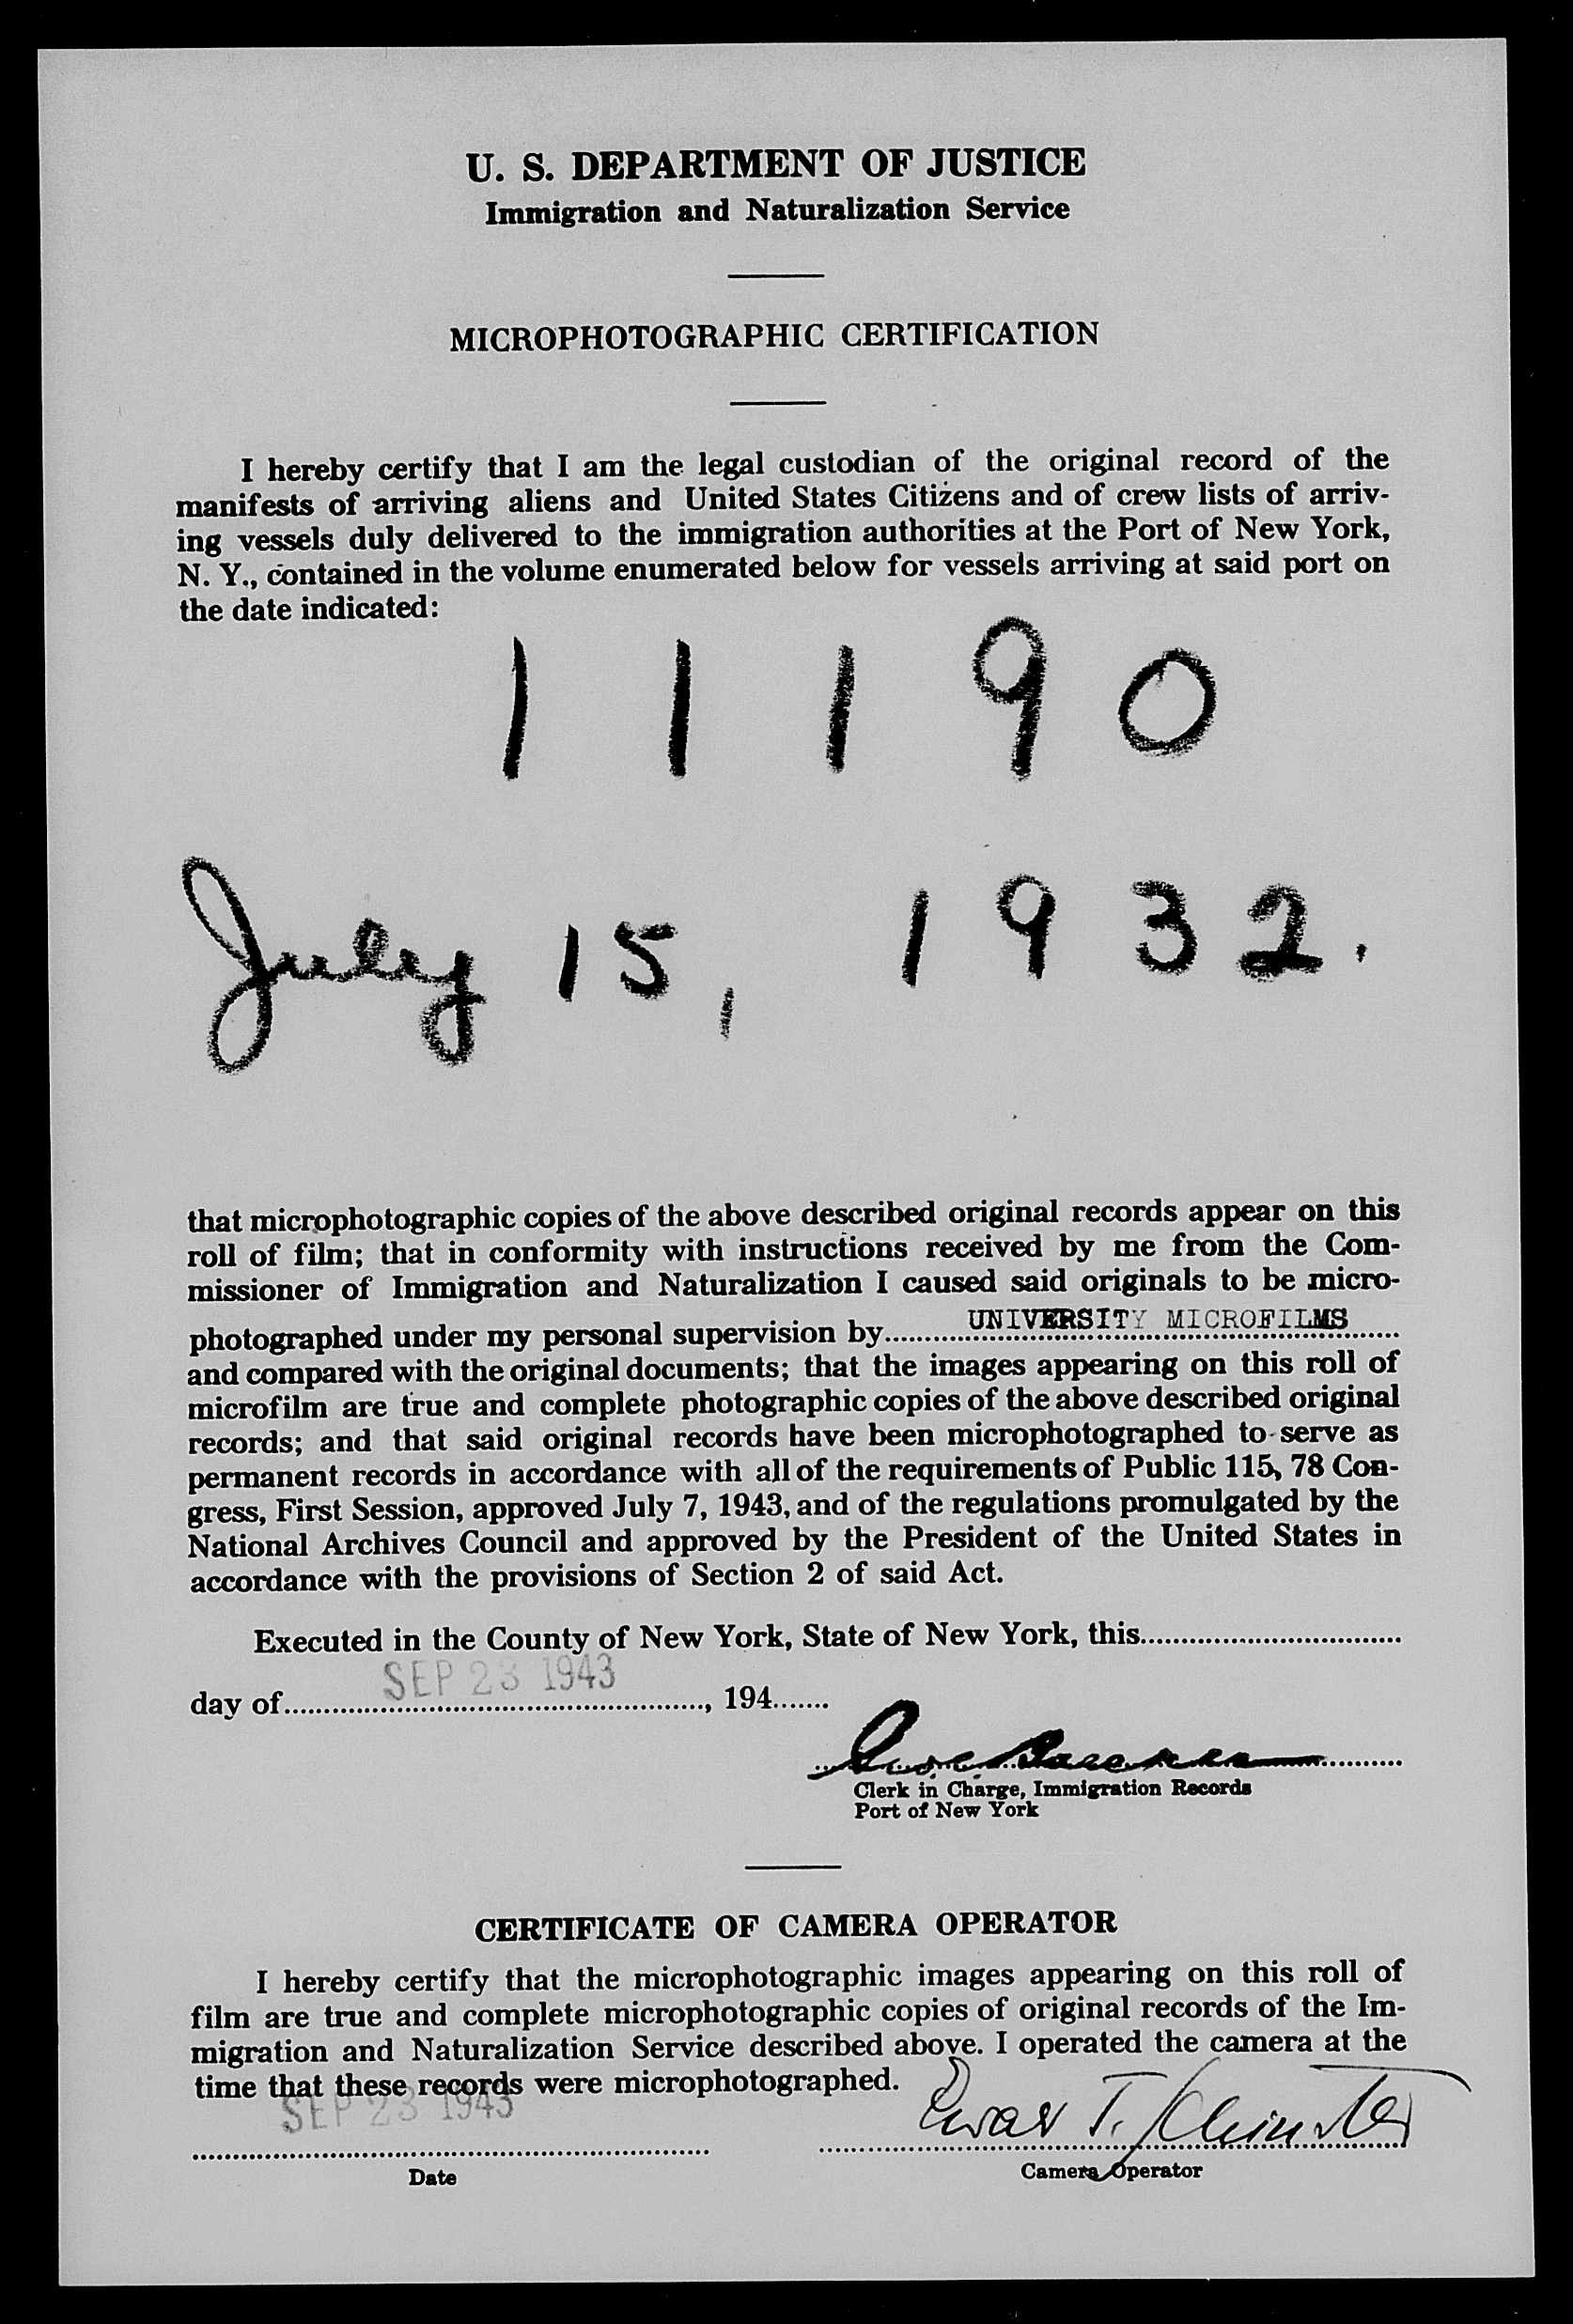 U. S. DEPARTMENT OF JUSTICE
Immigration and Naturalization Service
MICROPHOTOGRAPHIC CERTIFICATION
I hereby certify that I am the legal custodian of the original record of the
manifests of arriving aliens and United States Citizens and of crew lists of arriv-
ing vessels duly delivered to the immigration authorities at the Port of New York,
N. Y., contained in the volume enumerated below for vessels arriving at said port on
the date indicated:
11190
July 15, 1932.
that microphotographic copies of the above described original records appear on this
roll of film; that in conformity with instructions received by me from the Com-
missioner of Immigration and Naturalization I caused said originals to be micro-
photographed under my personal supervision by UNIVERSITY MICROFILMS
and compared with the original documents; that the images appearing on this roll of
microfilm are true and complete photographic copies of the above described original
records; and that said original records have been microphotographed to serve as
permanent records in accordance with all of the requirements of Public 115, 78 Con-
gress, First Session, approved July 7, 1943, and of the regulations promulgated by the
National Archives Council and approved by the President of the United States in
accordance with the provisions of Section 2 of said Act.
Executed in the County of New York, State of New York, this
day of SEP 23 1943, 194
Clerk in Charge, Immigration Records
Port of New York
CERTIFICATE OF CAMERA OPERATOR
I hereby certify that the microphotographic images appearing on this roll of
film are true and complete microphotographic copies of original records of the Im-
migration and Naturalization Service described above. I operated the camera at the
time that these records were microphotographed.
SEP 23 1943
T.
Date
Camera Operator